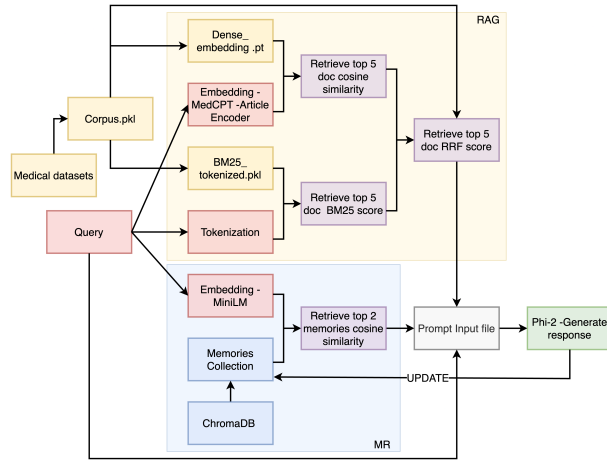 RAG
Dense_
embedding .pt
Retrieve top 5
doc cosine
similarity
Embedding -
MedCPT -Article
Encoder
Corpus.pkl
Retrieve top 5
doc RRF score
Medical datasets
BM25_
tokenized.pkl
Retrieve top 5
doc BM25 score
Query
Tokenization
Embedding -
MiniLM
Retrieve top 2
memories cosine
similarity
Prompt Input file
Phi-2 -Generate
response
Memories
Collection
UPDATE
ChromaDB
MR